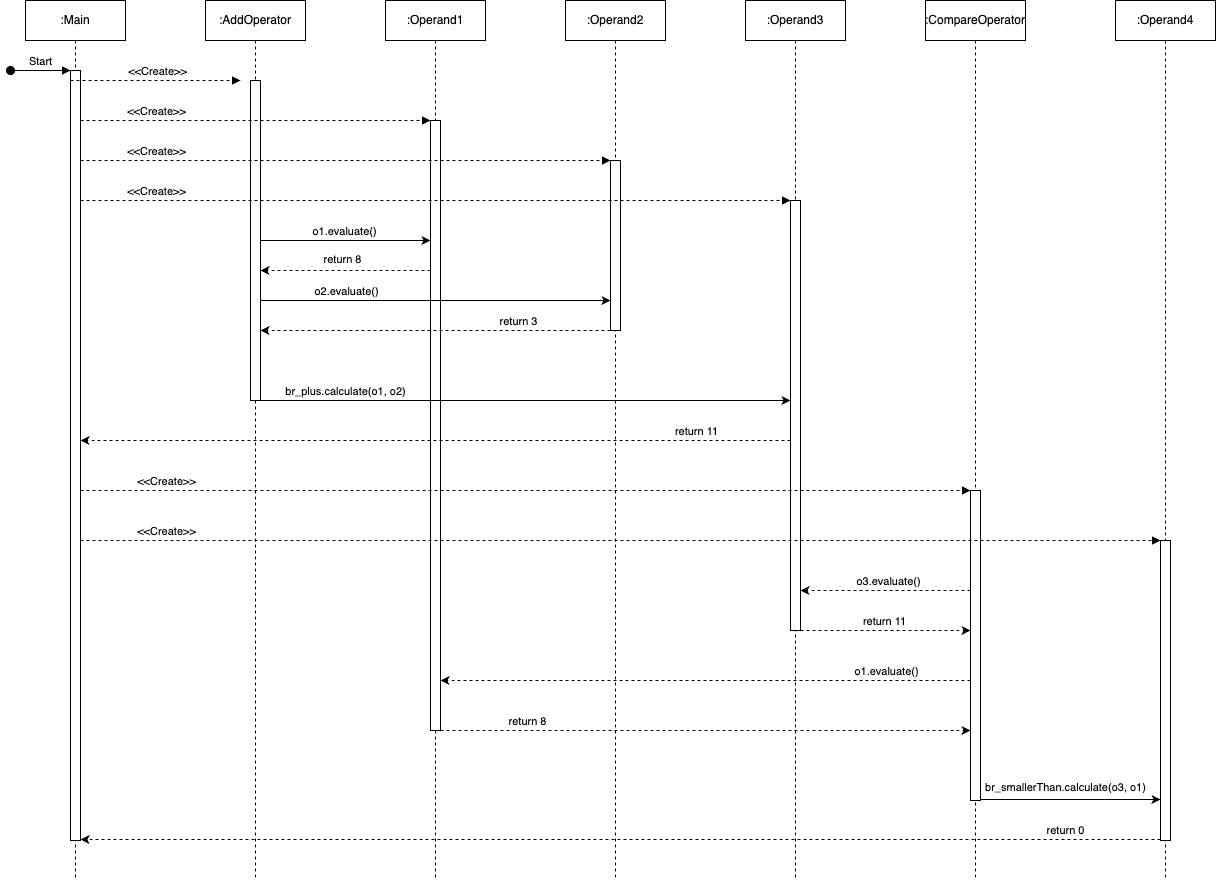 :Main
:AddOperator
:Operand1
:Operand2
:Operand3
:CompareOperator
:Operand4
Start
<<Create>>
<<Create>>
<<Create>>
<<Create>>
o1.evaluate()
return 8
o2.evaluate()
return 3
br_plus.calculate(o1, o2)
return 11
<<Create>>
<<Create>>
o3.evaluate()
return 11
o1.evaluate()
return 8
br_smallerThan.calculate(o3, o1)
return 0